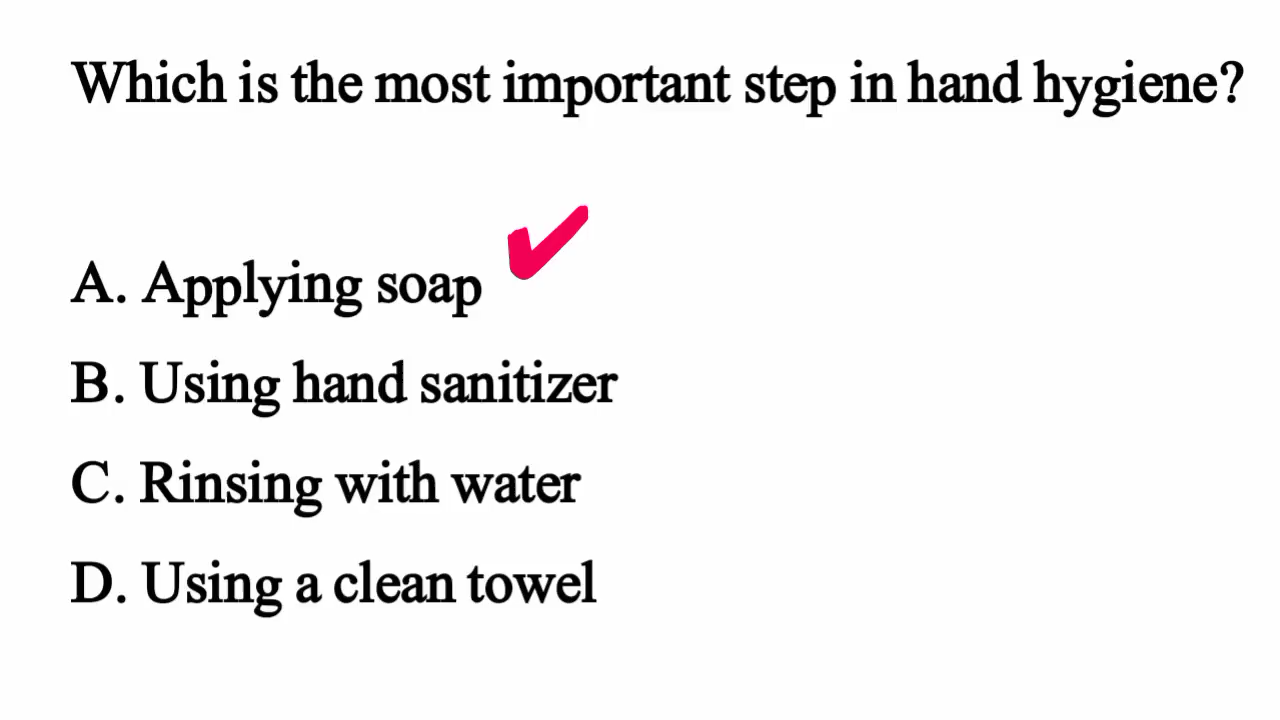 Which is the most important step in hand hygiene?
A. Applying soap
B. Using hand sanitizer
C. Rinsing with water
D. Using a clean towel